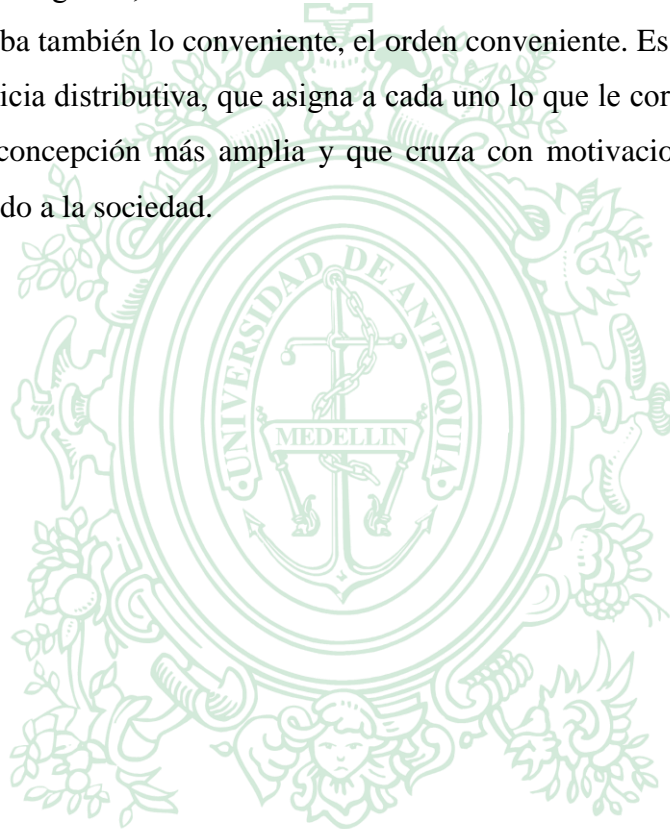 ba también lo conveniente, el orden conveniente. Es
icia distributiva, que asigna a cada uno lo que le cor
concepción más amplia y que cruza con motivacio
do a la sociedad.
UNIVERSIDAD DE ANTIOQUIA
MEDELLIN